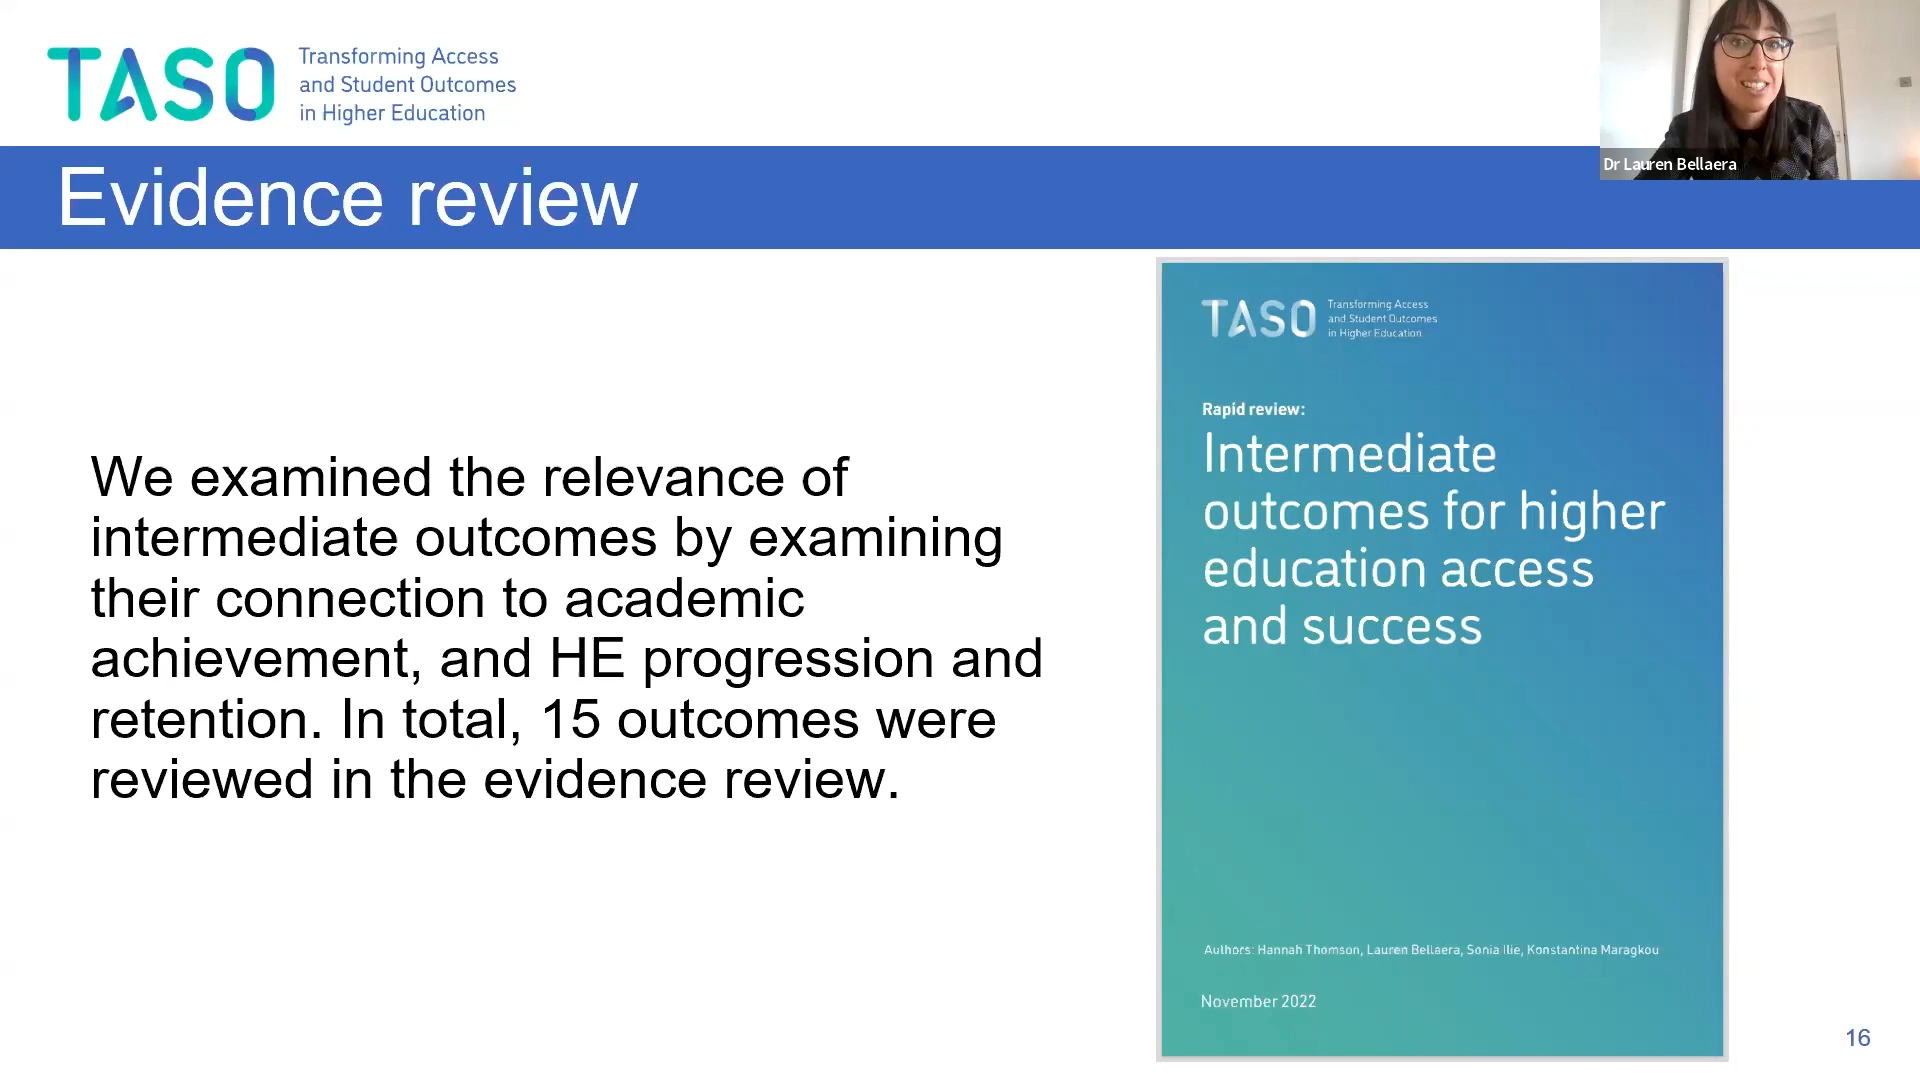 TASO
Transforming Access
and Student Outcomes
in Higher Education
Dr Lauren Bellaera
Evidence review
We examined the relevance of
intermediate outcomes by examining
their connection to academic
achievement, and HE progression and
retention. In total, 15 outcomes were
reviewed in the evidence review.
TASO
Transforming Access
and Student Outcomes
in Higher Education
Rapid review:
Intermediate
outcomes for higher
education access
and success
Authors: Hannah Thomson, Lauren Bellaera, Sonia Ilie, Konstantina Maragkou
November 2022
16